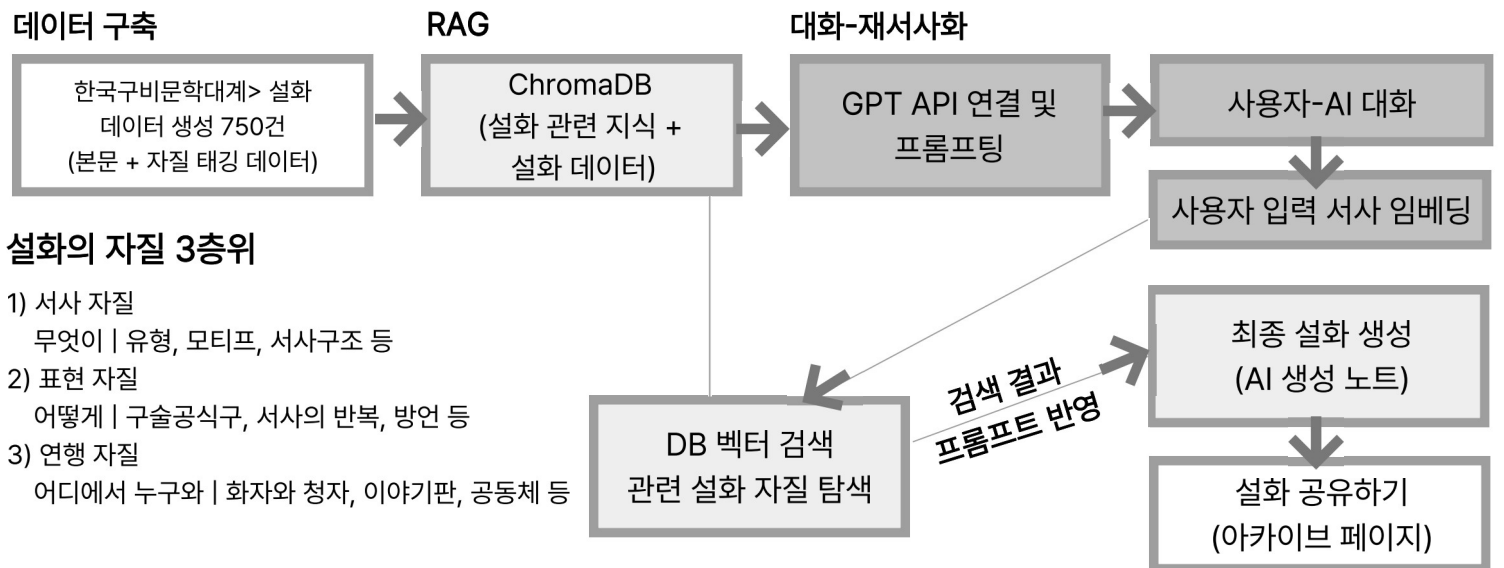 데이터 구축
한국구비문학대계> 설화
데이터 생성 750건
(본문 + 자질 태깅 데이터)
RAG
ChromaDB
(설화 관련 지식 +
설화 데이터)
대화-재서사화
GPT API 연결 및
프롬프팅
사용자-AI 대화
사용자 입력 서사 임베딩
설화의 자질 3층위
1) 서사 자질
무엇이 | 유형, 모티프, 서사구조 등
2) 표현 자질
어떻게 | 구술공식구, 서사의 반복, 방언 등
3) 연행 자질
어디에서 누구와 | 화자와 청자, 이야기판, 공동체 등
DB 벡터 검색
관련 설화 자질 탐색
검색 결과
프롬프트 반영
최종 설화 생성
(AI 생성 노트)
설화 공유하기
(아카이브 페이지)